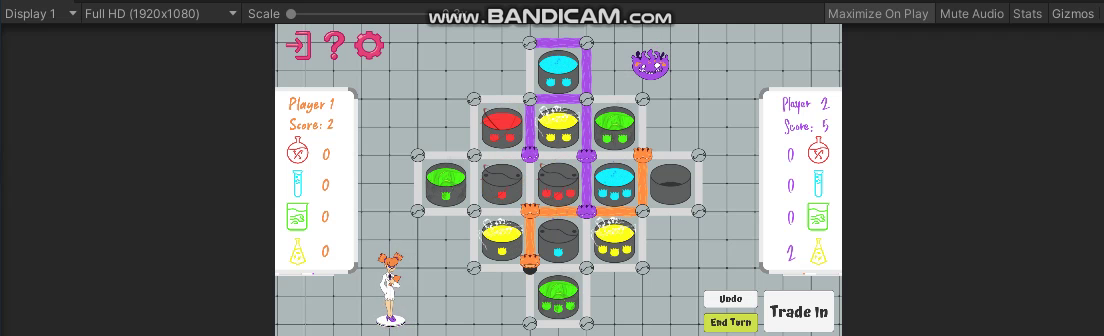 Display 1 Full HD (1920x1080) Scale www.BANDICAM.com Maximize On Play Mute Audio Stats Gizmos
?
Player 1
Score: 2
0
0
0
0
Player 2
Score: 5
0
0
0
2
Undo
End Turn
Trade In